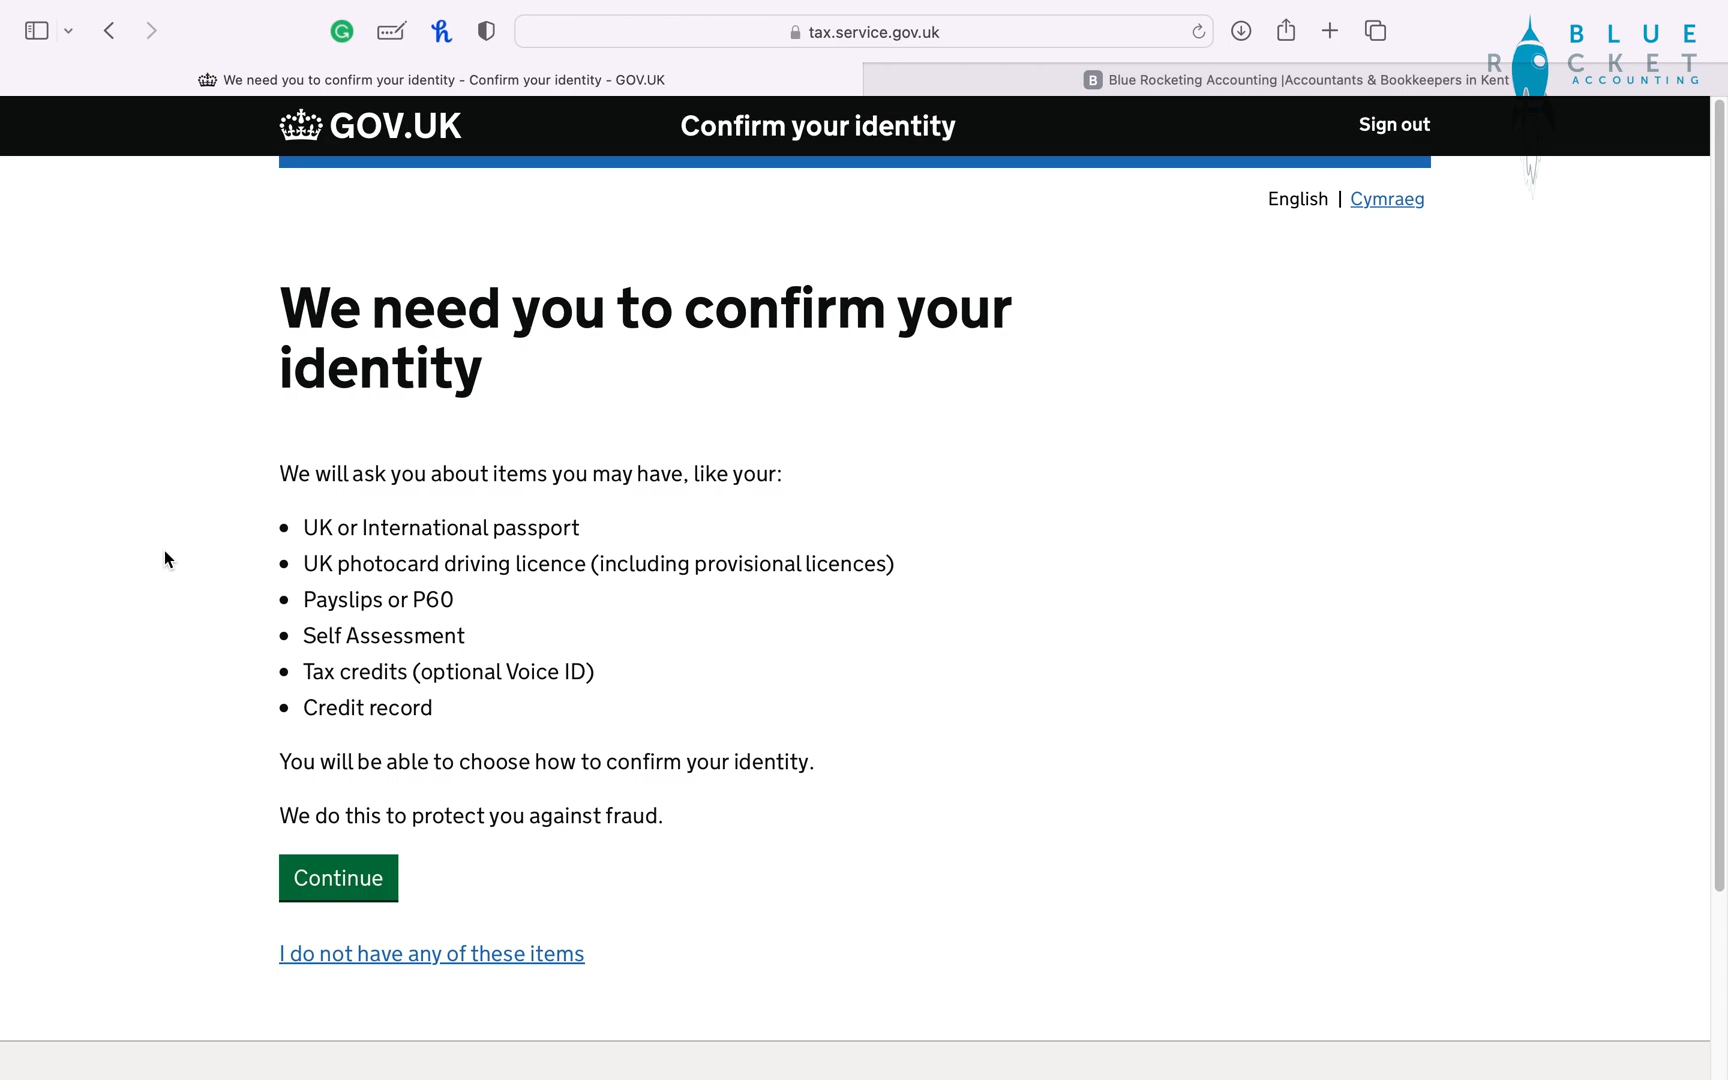 tax.service.gov.uk
BLUE
ROCKET
ACCOUNTING
We need you to confirm your identity - Confirm your identity - GOV.UK
B Blue Rocketing Accounting |Accountants & Bookkeepers in Kent
GOV.UK
Confirm your identity
Sign out
English | Cymraeg
We need you to confirm your
identity
We will ask you about items you may have, like your:
• UK or International passport
• UK photocard driving licence (including provisional licences)
• Payslips or P60
• Self Assessment
• Tax credits (optional Voice ID)
• Credit record
You will be able to choose how to confirm your identity.
We do this to protect you against fraud.
Continue
I do not have any of these items